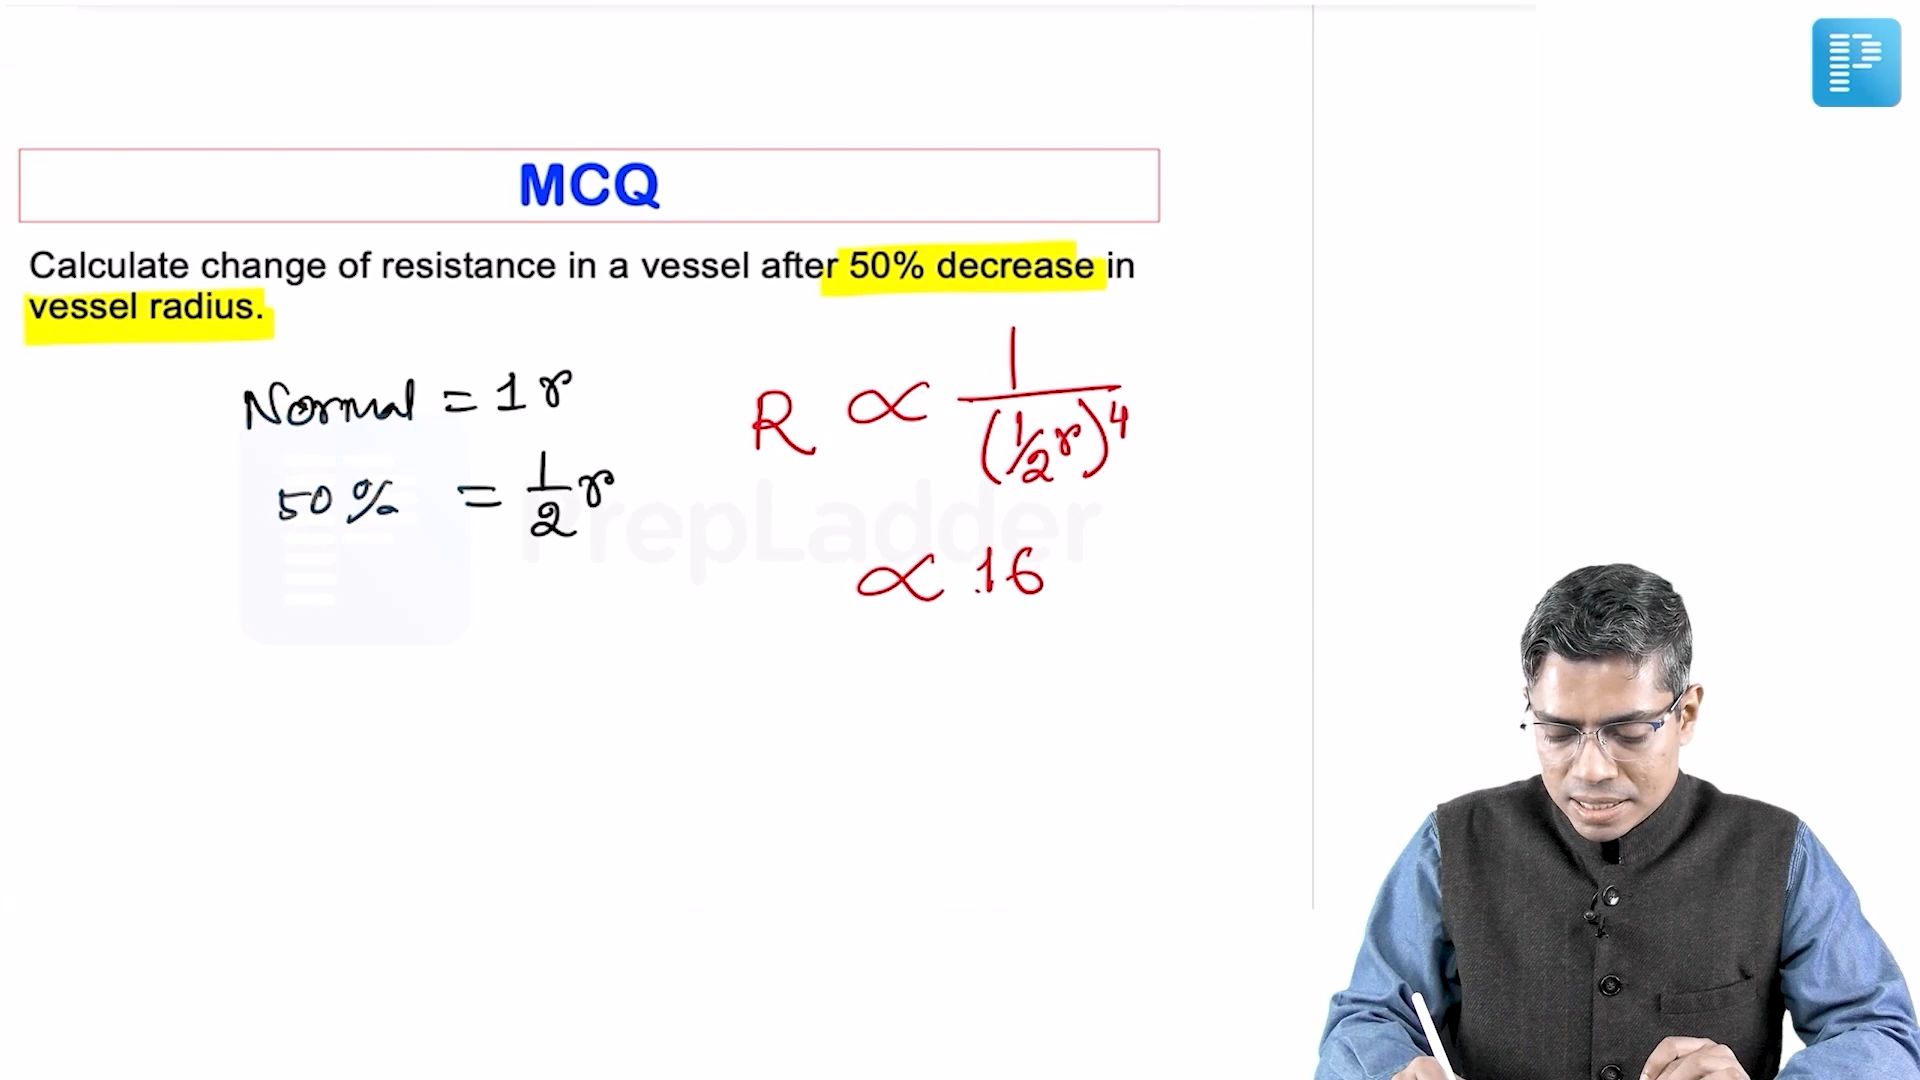 MCQ
Calculate change of resistance in a vessel after 50% decrease in
vessel radius.
Normal = 1 r
50% = 1/2 r
R ∝ 1/(1/2 r)^4
∝ 16
PrepLadder